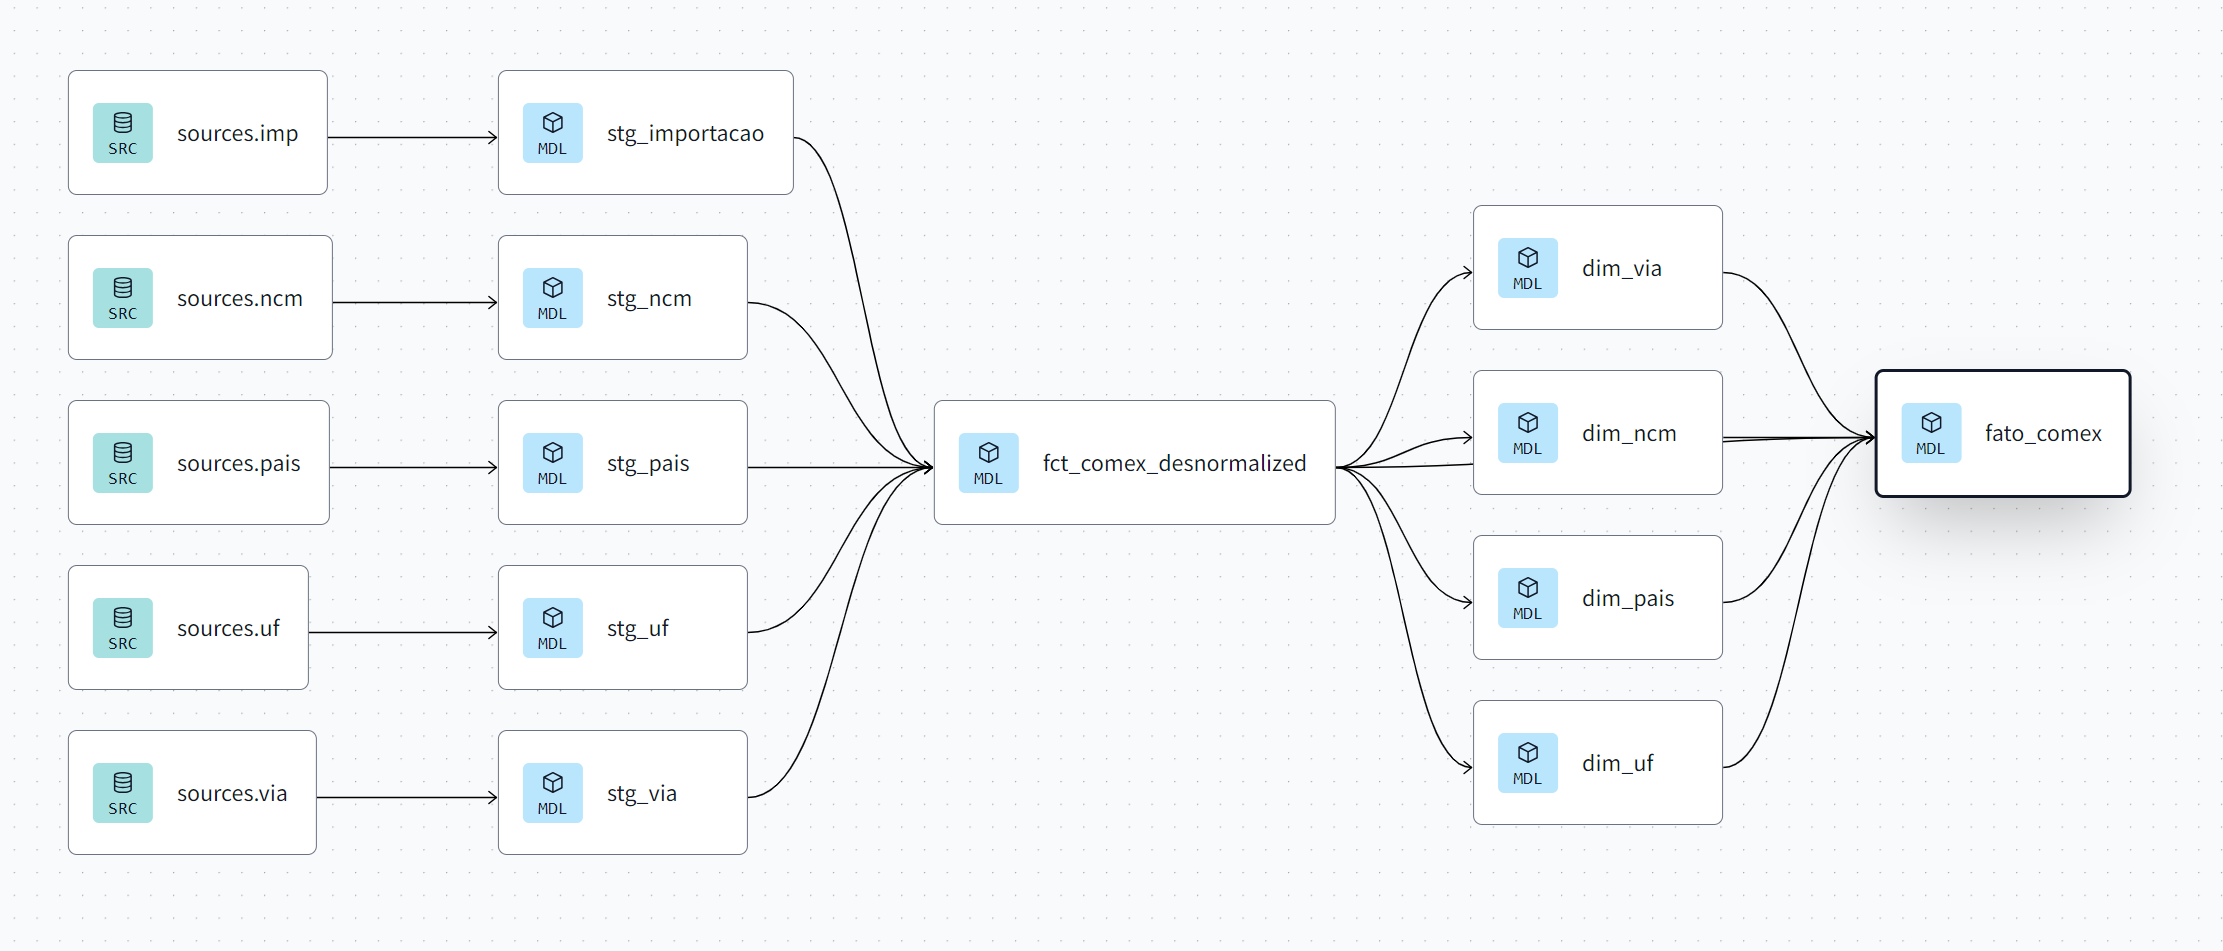 SRC
sources.imp
MDL
stg_importacao
SRC
sources.ncm
MDL
stg_ncm
SRC
sources.pais
MDL
stg_pais
SRC
sources.uf
MDL
stg_uf
SRC
sources.via
MDL
stg_via
MDL
fct_comex_desnormalized
MDL
dim_via
MDL
dim_ncm
MDL
dim_pais
MDL
dim_uf
MDL
fato_comex